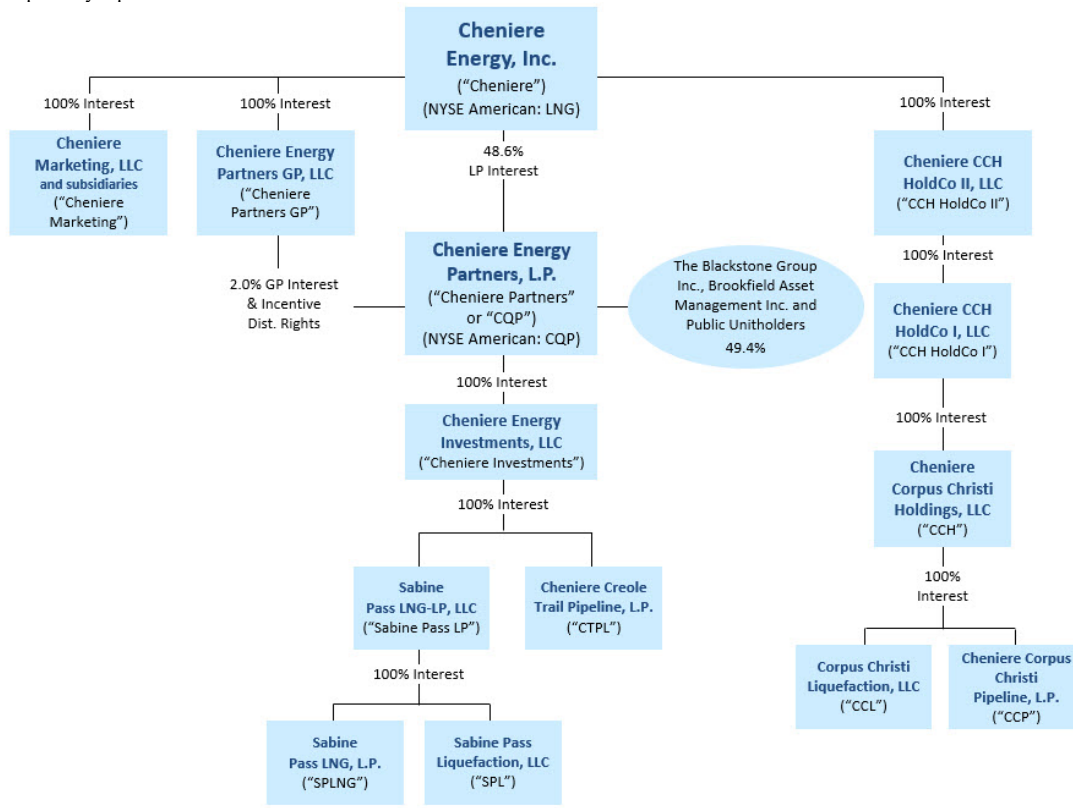 Cheniere
Energy, Inc.
(“Cheniere”)
(NYSE American: LNG)
100% Interest
100% Interest
100% Interest
Cheniere
Marketing, LLC
and subsidiaries
(“Cheniere
Marketing”)
Cheniere Energy
Partners GP, LLC
(“Cheniere
Partners GP”)
48.6%
LP Interest
Cheniere CCH
HoldCo II, LLC
(“CCH HoldCo II”)
2.0% GP Interest
& Incentive
Dist. Rights
Cheniere Energy
Partners, L.P.
(“Cheniere Partners”
or “CQP”)
(NYSE American: CQP)
The Blackstone Group
Inc., Brookfield Asset
Management Inc. and
Public Unitholders
49.4%
100% Interest
Cheniere CCH
HoldCo I, LLC
(“CCH HoldCo I”)
100% Interest
Cheniere Energy
Investments, LLC
(“Cheniere Investments”)
100% Interest
Cheniere
Corpus Christi
Holdings, LLC
(“CCH”)
100% Interest
Sabine
Pass LNG-LP, LLC
(“Sabine Pass LP”)
Cheniere Creole
Trail Pipeline, L.P.
(“CTPL”)
100%
Interest
100% Interest
Corpus Christi
Liquefaction, LLC
(“CCL”)
Cheniere Corpus
Christi
Pipeline, L.P.
(“CCP”)
Sabine
Pass LNG, L.P.
(“SPLNG”)
Sabine Pass
Liquefaction, LLC
(“SPL”)